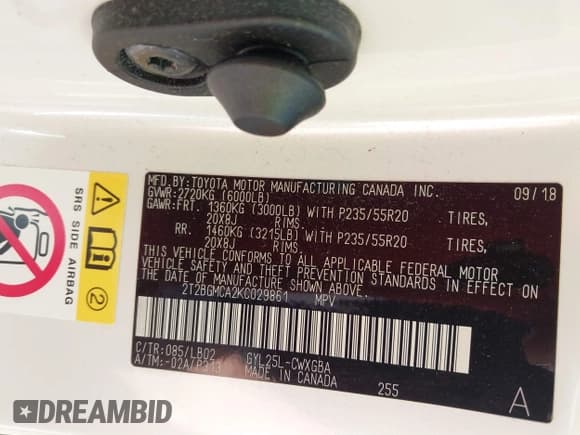 MFD.BY:TOYOTA MOTOR MANUFACTURING CANADA INC. 09/18
GVWR:2720KG (6000LB)
GAWR:FRT. 1360KG (3000LB) WITH P235/55R20 TIRES,
20X8J RIMS
RR. 1460KG (3215LB) WITH P235/55R20 TIRES,
20X8J RIMS
THIS VEHICLE CONFORMS TO ALL APPLICABLE FEDERAL MOTOR
VEHICLE SAFETY AND THEFT PREVENTION STANDARDS IN EFFECT
ON THE DATE OF MANUFACTURE SHOWN ABOVE.
2T2BGMCA2KC029861 MPV
C/TR:085/LB02 GYL25L-CWXGBA
A/TM:-02A/P313 MADE IN CANADA 255 A
SRS SIDE AIRBAG
2
DREAMBID